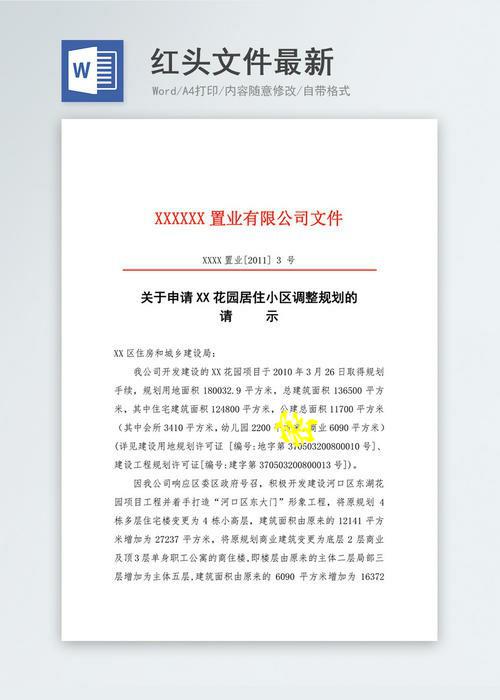 W
红头文件最新
Word/A4打印/内容随意修改/自带格式
XXXXXX 置业有限公司文件
XXXX 置业[2011] 3 号
关于申请 XX 花园居住小区调整规划的
请 示
XX 区住房和城乡建设局:
我公司开发建设的 XX 花园项目于 2010 年 3 月 26 日取得规划
手续，规划用地面积 180032.9 平方米，总建筑面积 136500 平方
米，其中住宅建筑面积 124800 平方米，公建总面积 11700 平方米
（其中会所 3410 平方米，幼儿园 2200 商业 6090 平方米）
(详见建设用地规划许可证 [编号:地字第 370503200800010 号]、
建设工程规划许可证[编号:建字第 370503200800013 号])。
因我公司响应区委区政府号召，积极开发建设河口区东湖花
园项目工程并着手打造“河口区东大门”形象工程，将原规划 4
栋多层住宅楼变更为 4 栋小高层，建筑面积由原来的 12141 平方
米增加为 27237 平方米，将原规划商业建筑变更为底层 2 层商业
及顶 3 层单身职工公寓的商住楼,即楼层由原来的主体二层局部三
层增加为主体五层,建筑面积由原来的 6090 平方米增加为 16372